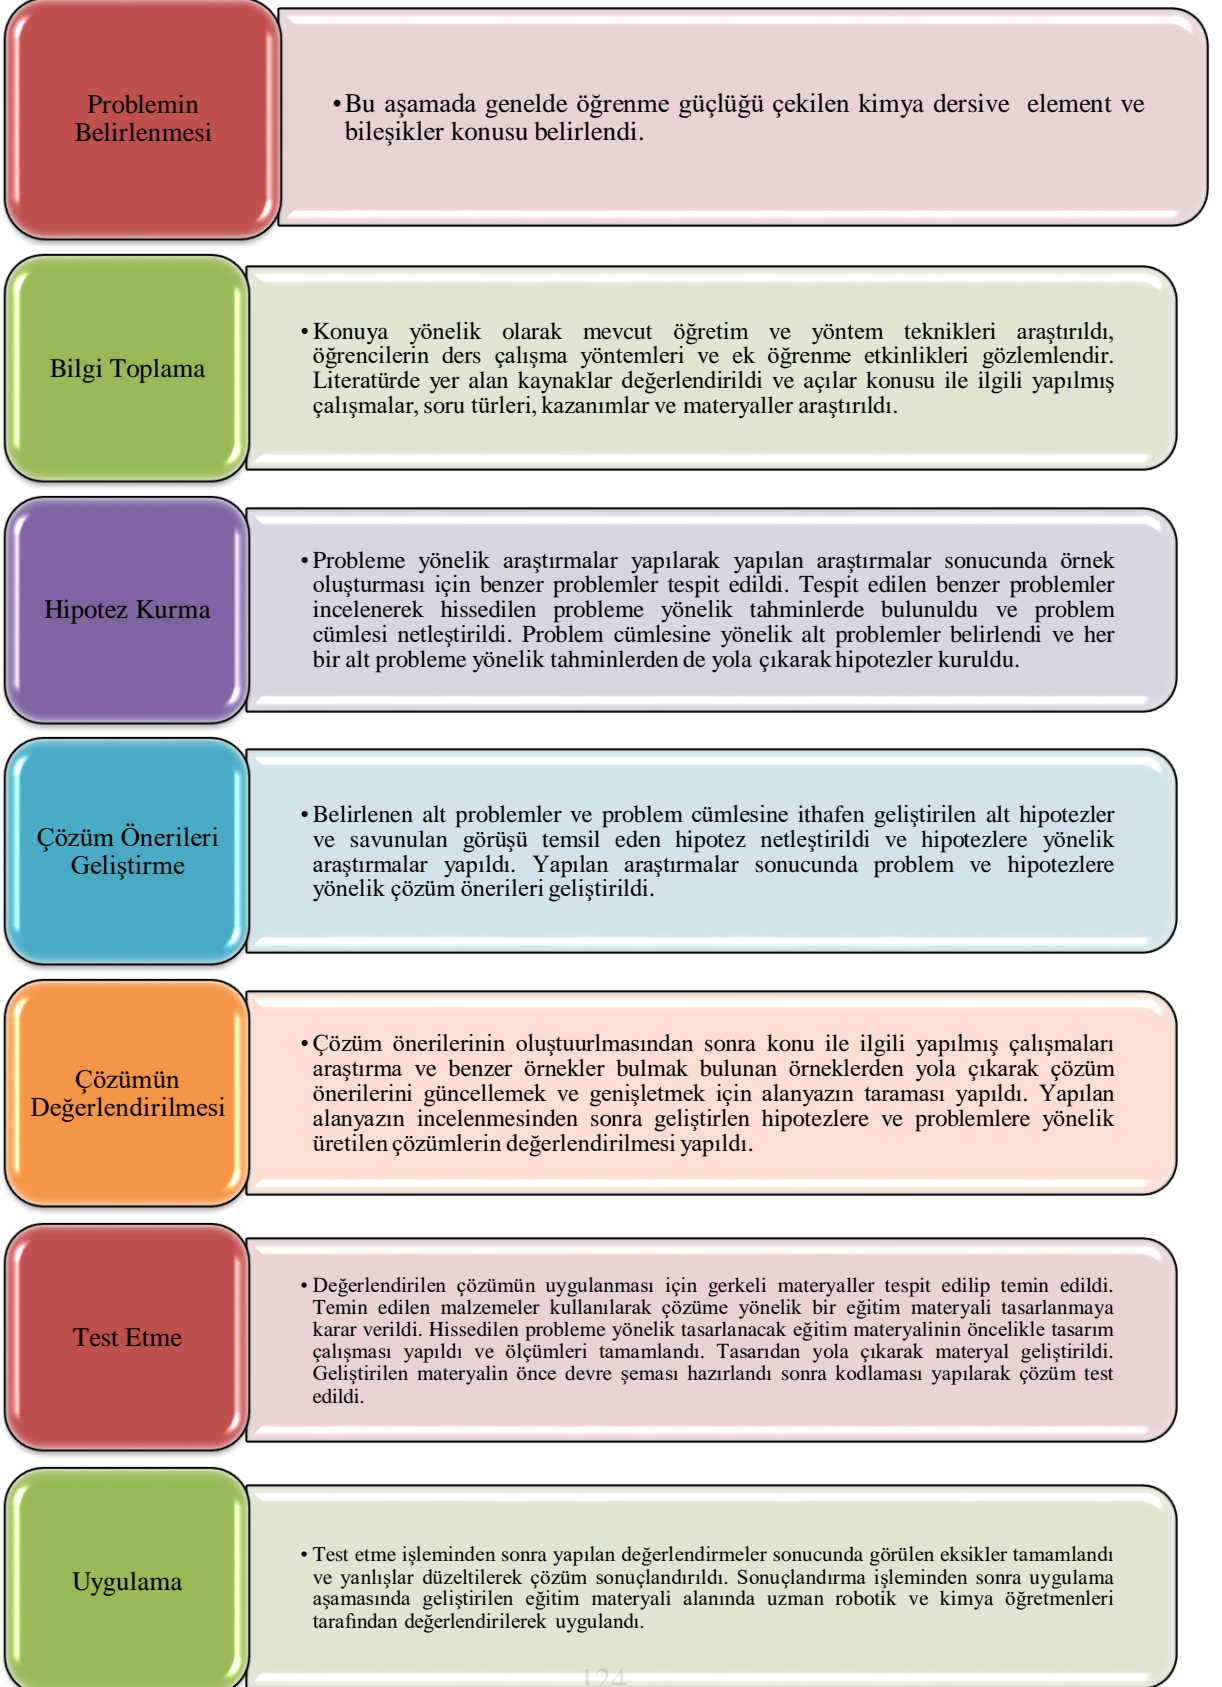 Problemin
Belirlenmesi
•Bu aşamada genelde öğrenme güçlüğü çekilen kimya dersive element ve
bileşikler konusu belirlendi.
Bilgi Toplama
•Konuya yönelik olarak mevcut öğretim ve yöntem teknikleri araştırıldı,
öğrencilerin ders çalışma yöntemleri ve ek öğrenme etkinlikleri gözlemlendir.
Literatürde yer alan kaynaklar değerlendirildi ve açılar konusu ile ilgili yapılmış
çalışmalar, soru türleri, kazanımlar ve materyaller araştırıldı.
Hipotez Kurma
•Probleme yönelik araştırmalar yapılarak yapılan araştırmalar sonucunda örnek
oluşturması için benzer problemler tespit edildi. Tespit edilen benzer problemler
incelenerek hissedilen probleme yönelik tahminlerde bulunuldu ve problem
cümlesi netleştirildi. Problem cümlesine yönelik alt problemler belirlendi ve her
bir alt probleme yönelik tahminlerden de yola çıkarak hipotezler kuruldu.
Çözüm Önerileri
Geliştirme
•Belirlenen alt problemler ve problem cümlesine ithafen geliştirilen alt hipotezler
ve savunulan görüşü temsil eden hipotez netleştirildi ve hipotezlere yönelik
araştırmalar yapıldı. Yapılan araştırmalar sonucunda problem ve hipotezlere
yönelik çözüm önerileri geliştirildi.
Çözümün
Değerlendirilmesi
•Çözüm önerilerinin oluştuurlmasından sonra konu ile ilgili yapılmış çalışmaları
araştırma ve benzer örnekler bulmak bulunan örneklerden yola çıkarak çözüm
önerilerini güncellemek ve genişletmek için alanyazın taraması yapıldı. Yapılan
alanyazın incelenmesinden sonra geliştirlen hipotezlere ve problemlere yönelik
üretilen çözümlerin değerlendirilmesi yapıldı.
Test Etme
• Değerlendirilen çözümün uygulanması için gerkeli materyaller tespit edilip temin edildi.
Temin edilen malzemeler kullanılarak çözüme yönelik bir eğitim materyali tasarlanmaya
karar verildi. Hissedilen probleme yönelik tasarlanacak eğitim materyalinin öncelikle tasarım
çalışması yapıldı ve ölçümleri tamamlandı. Tasarıdan yola çıkarak materyal geliştirildi.
Geliştirilen materyalin önce devre şeması hazırlandı sonra kodlaması yapılarak çözüm test
edildi.
Uygulama
• Test etme işleminden sonra yapılan değerlendirmeler sonucunda görülen eksikler tamamlandı
ve yanlışlar düzeltilerek çözüm sonuçlandırıldı. Sonuçlandırma işleminden sonra uygulama
aşamasında geliştirilen eğitim materyali alanında uzman robotik ve kimya öğretmenleri
tarafından değerlendirilerek uygulandı.
124